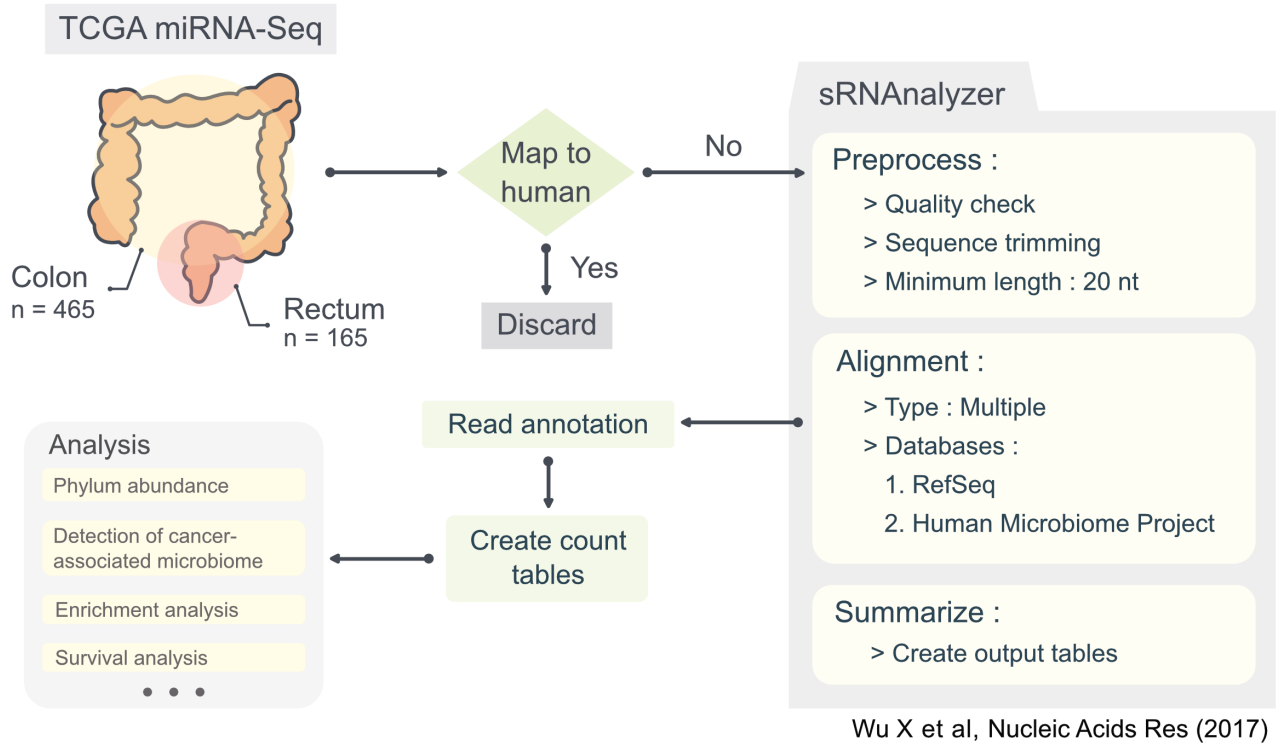 TCGA miRNA-Seq
Colon
n = 465
Rectum
n = 165
Map to
human
No
Yes
Discard
sRNAnalyzer
Preprocess :
> Quality check
> Sequence trimming
> Minimum length : 20 nt
Alignment :
> Type : Multiple
> Databases :
1. RefSeq
2. Human Microbiome Project
Summarize :
> Create output tables
Read annotation
Create count
tables
Analysis
Phylum abundance
Detection of cancer-
associated microbiome
Enrichment analysis
Survival analysis
• • •
Wu X et al, Nucleic Acids Res (2017)